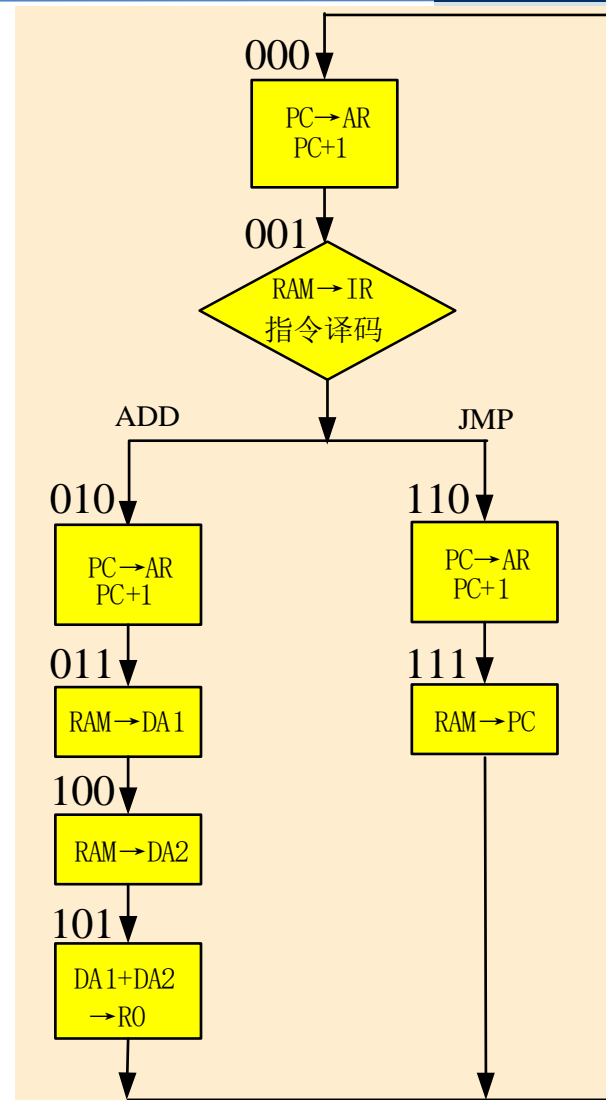 000
PC→AR
PC+1
001
RAM→IR
指令译码
ADD
JMP
010
PC→AR
PC+1
011
RAM→DA1
100
RAM→DA2
101
DA1+DA2
→R0
110
PC→AR
PC+1
111
RAM→PC